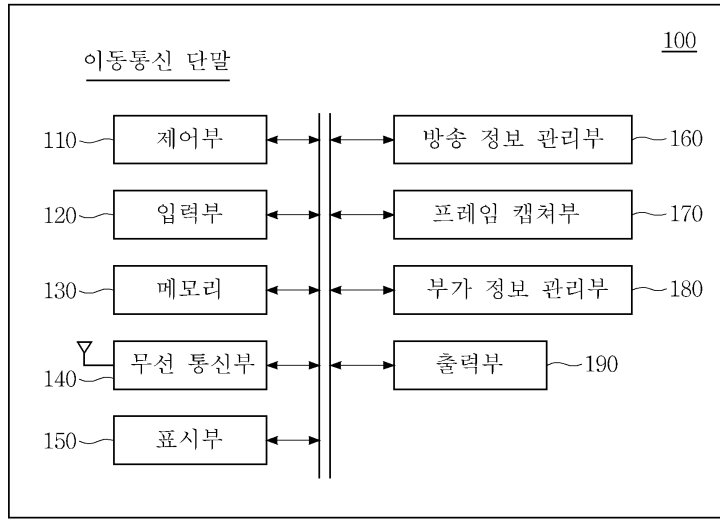 100
이동통신 단말
110 제어부
방송 정보 관리부 160
120 입력부
프레임 캡쳐부 170
130 메모리
부가 정보 관리부 180
140 무선 통신부
출력부 190
150 표시부